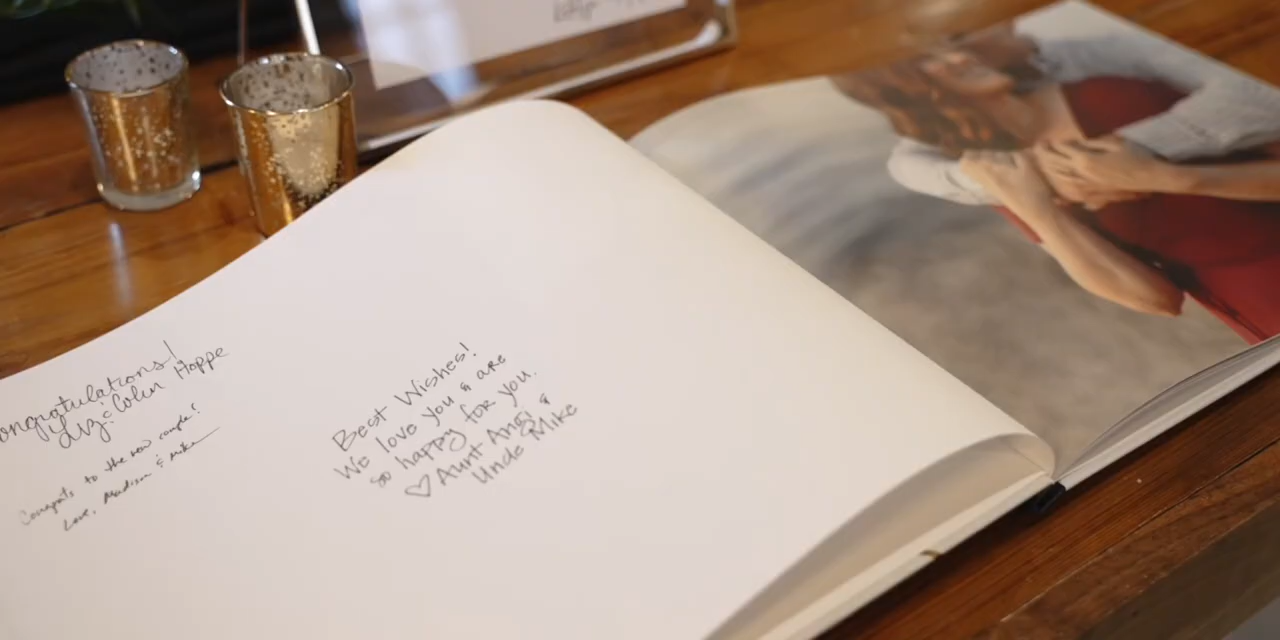 ongratulations!
Liz & Colin Hoppe
Congrats to the new couple!
Love, Madison & Mike
Best Wishes!
We love you & are
so happy for you.
♡ Aunt Angi &
Uncle Mike